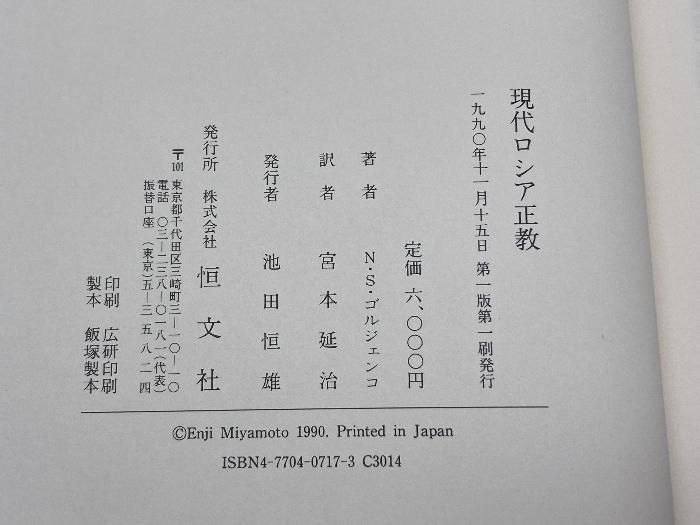 現代ロシア正教
一九九〇年十一月十五日 第一版第一刷発行
定価 六、〇〇〇円
著者 N・S・ゴルジェンコ
訳者 宮本延治
発行者 池田恒雄
発行所 株式会社 恒文社
〒101 東京都千代田区三崎町三―一〇―一〇
電話 〇三―二三八―〇一八一(代表)
振替口座 (東京)五―三五八二四
印刷 広研印刷
製本 飯塚製本
©Enji Miyamoto 1990. Printed in Japan
ISBN4-7704-0717-3 C3014